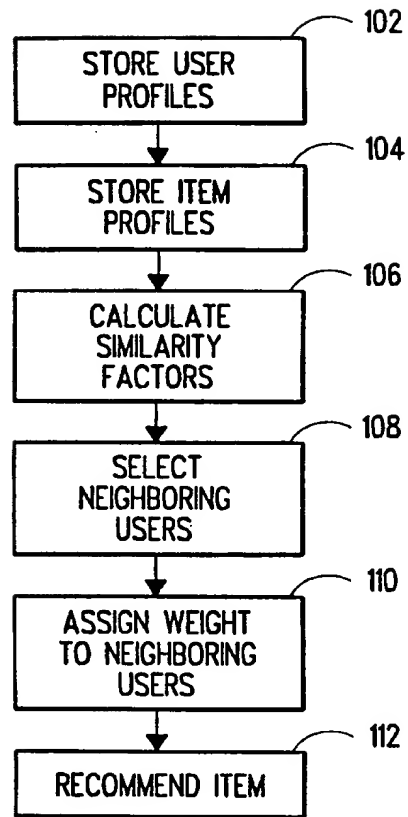 102
STORE USER
PROFILES
104
STORE ITEM
PROFILES
106
CALCULATE
SIMILARITY
FACTORS
108
SELECT
NEIGHBORING
USERS
110
ASSIGN WEIGHT
TO NEIGHBORING
USERS
112
RECOMMEND ITEM